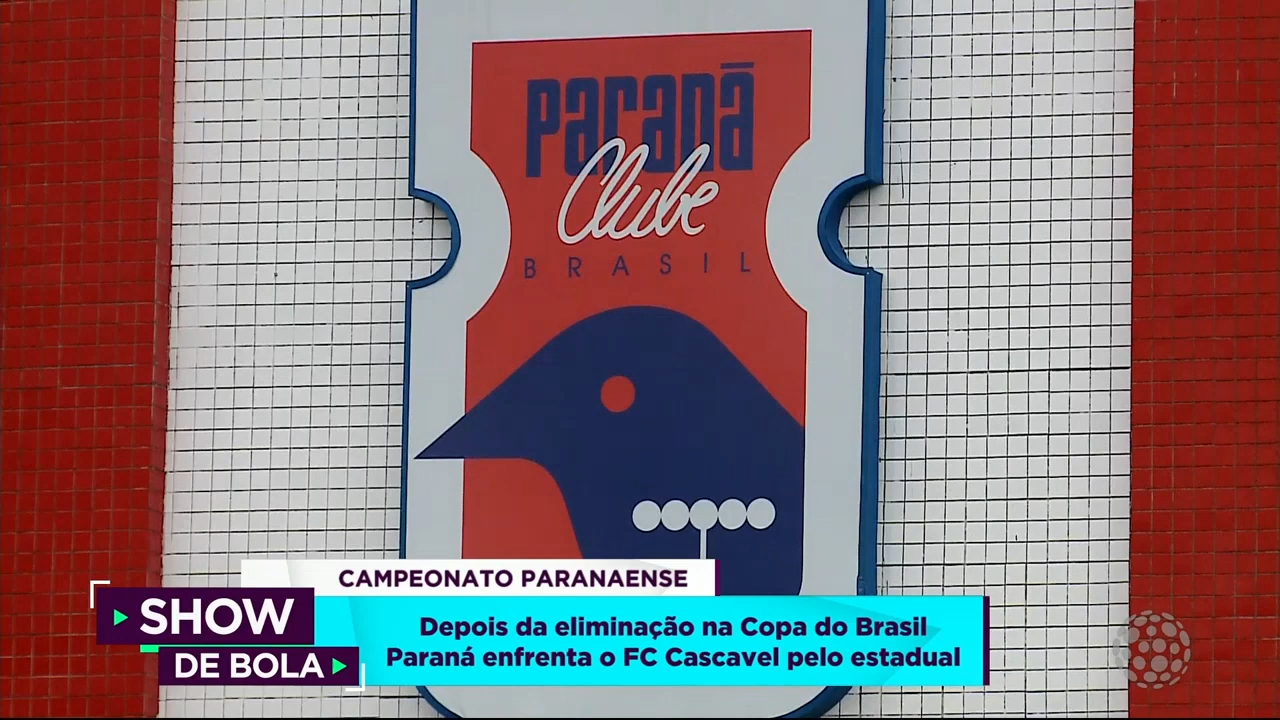 Paraná
Clube
BRASIL
CAMPEONATO PARANAENSE
SHOW
DE BOLA
Depois da eliminação na Copa do Brasil
Paraná enfrenta o FC Cascavel pelo estadual